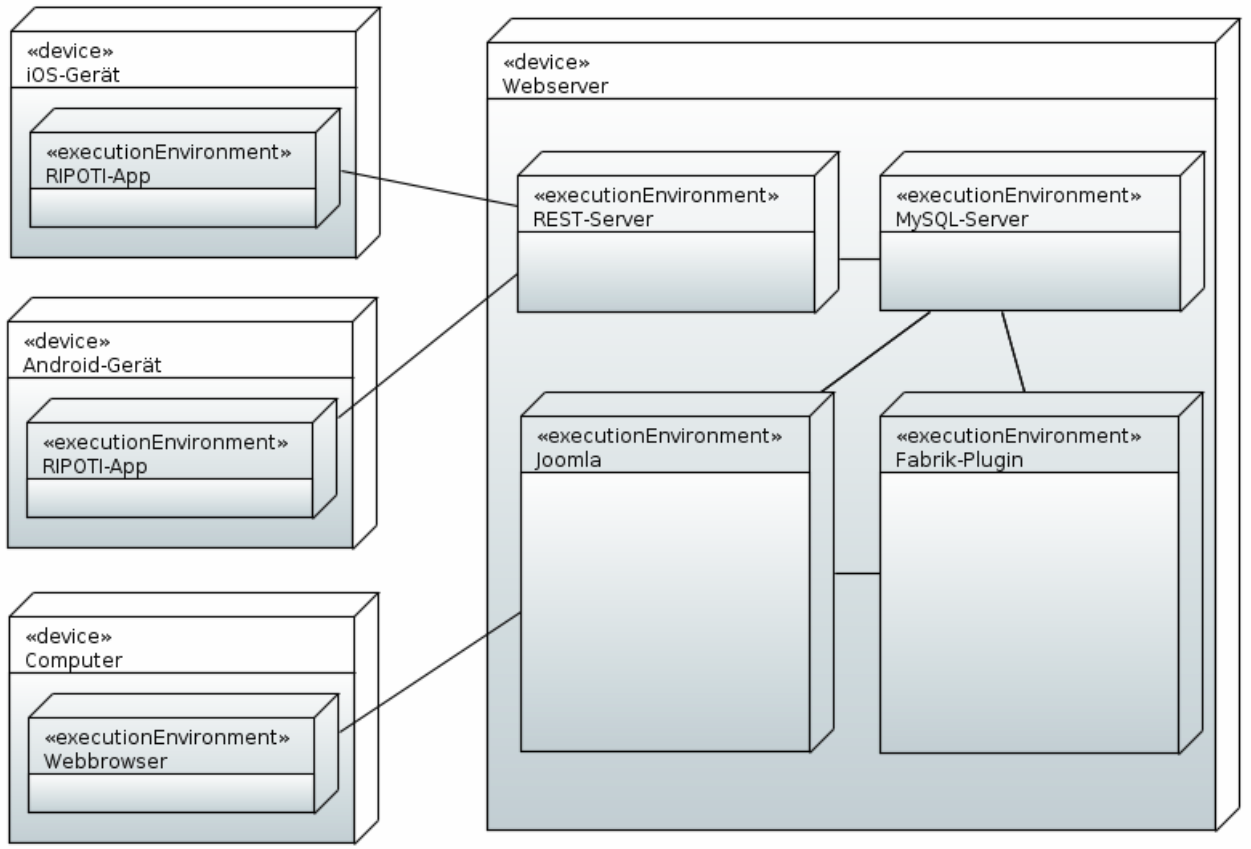 «device»
iOS-Gerät
«executionEnvironment»
RIPOTI-App
«device»
Android-Gerät
«executionEnvironment»
RIPOTI-App
«device»
Computer
«executionEnvironment»
Webbrowser
«device»
Webserver
«executionEnvironment»
REST-Server
«executionEnvironment»
MySQL-Server
«executionEnvironment»
Joomla
«executionEnvironment»
Fabrik-Plugin